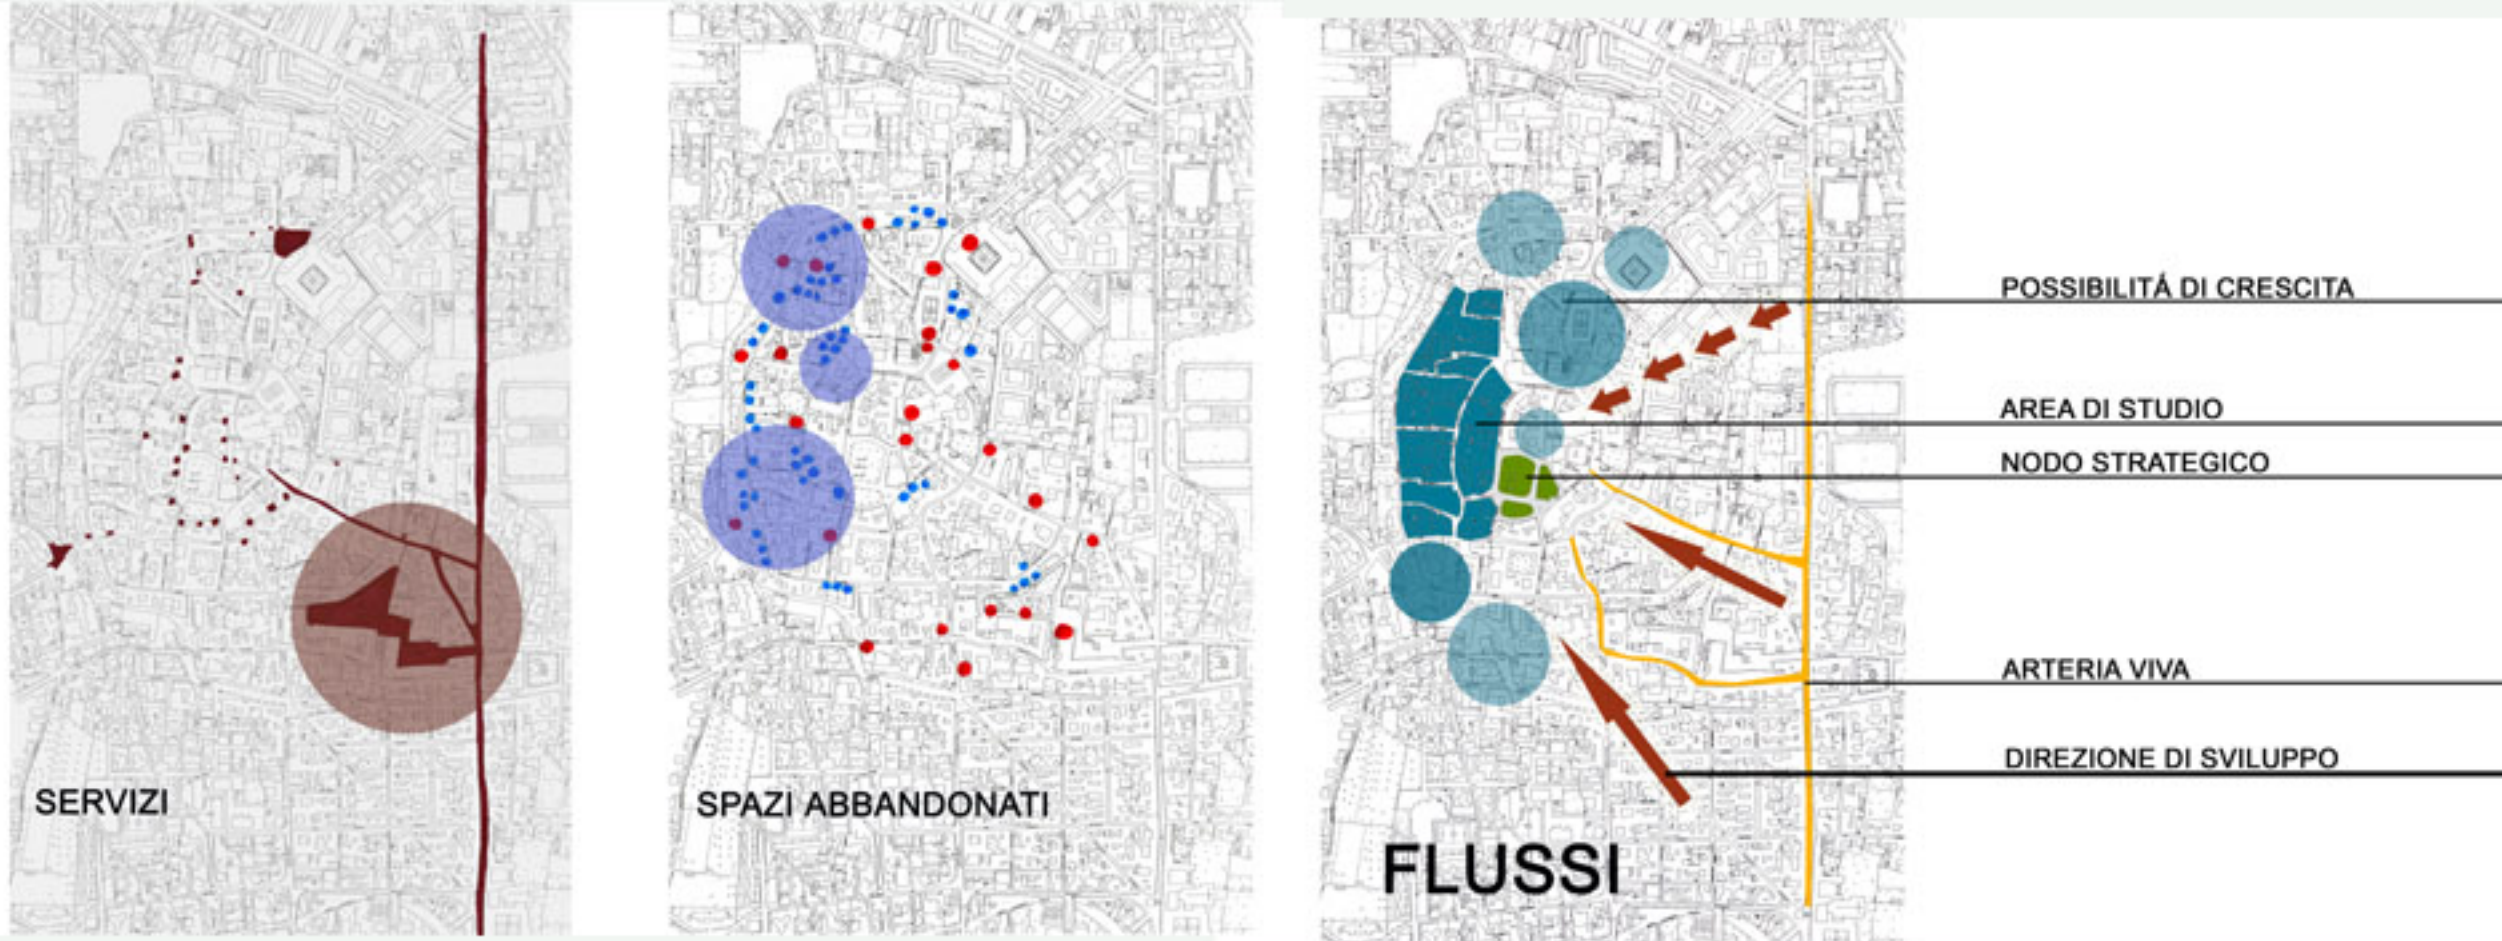 SERVIZI
SPAZI ABBANDONATI
FLUSSI
POSSIBILITÁ DI CRESCITA
AREA DI STUDIO
NODO STRATEGICO
ARTERIA VIVA
DIREZIONE DI SVILUPPO